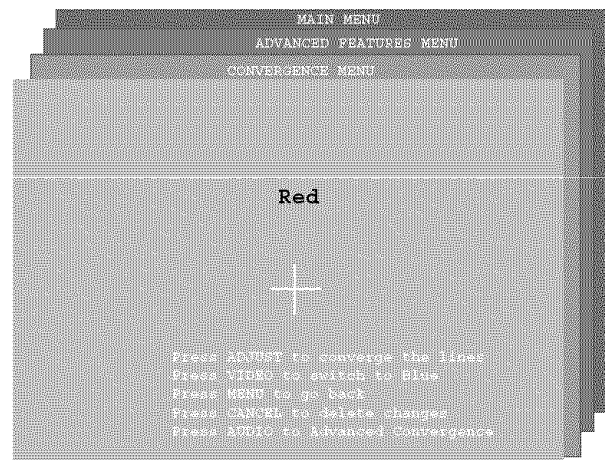 MAIN MENU
ADVANCED FEATURES MENU
CONVERGENCE MENU
Red
Press ADJUST to converge the lines
Press VIDEO to switch to Blue
Press MENU to go back
Press CANCEL to delete changes
Press AUDIO to Advanced Convergence